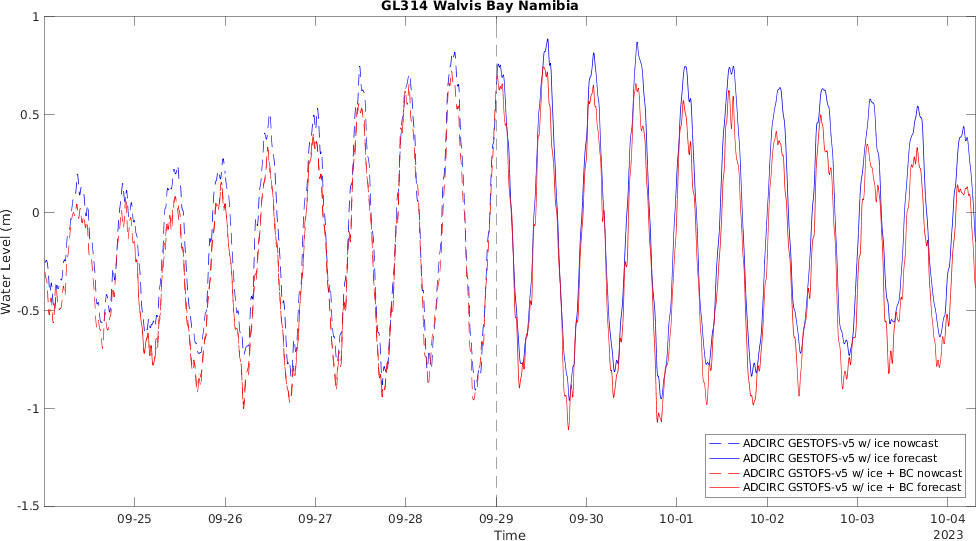 GL314 Walvis Bay Namibia
1
0.5
0
-0.5
-1
-1.5
Water Level (m)
09-25
09-26
09-27
09-28
09-29
09-30
10-01
10-02
10-03
10-04
2023
Time
ADCIRC GESTOFS-v5 w/ ice nowcast
ADCIRC GESTOFS-v5 w/ ice forecast
ADCIRC GSTOFS-v5 w/ ice + BC nowcast
ADCIRC GSTOFS-v5 w/ ice + BC forecast